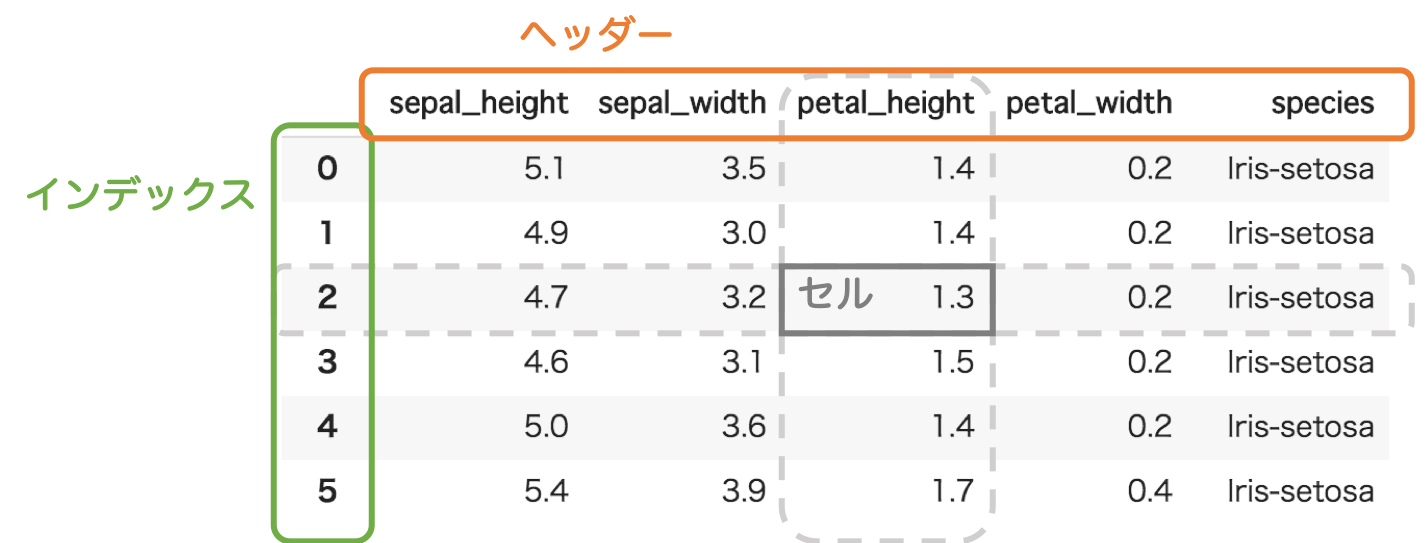 ヘッダー
sepal_height sepal_width petal_height petal_width species
インデックス
0 5.1 3.5 1.4 0.2 Iris-setosa
1 4.9 3.0 1.4 0.2 Iris-setosa
2 4.7 3.2 セル 1.3 0.2 Iris-setosa
3 4.6 3.1 1.5 0.2 Iris-setosa
4 5.0 3.6 1.4 0.2 Iris-setosa
5 5.4 3.9 1.7 0.4 Iris-setosa